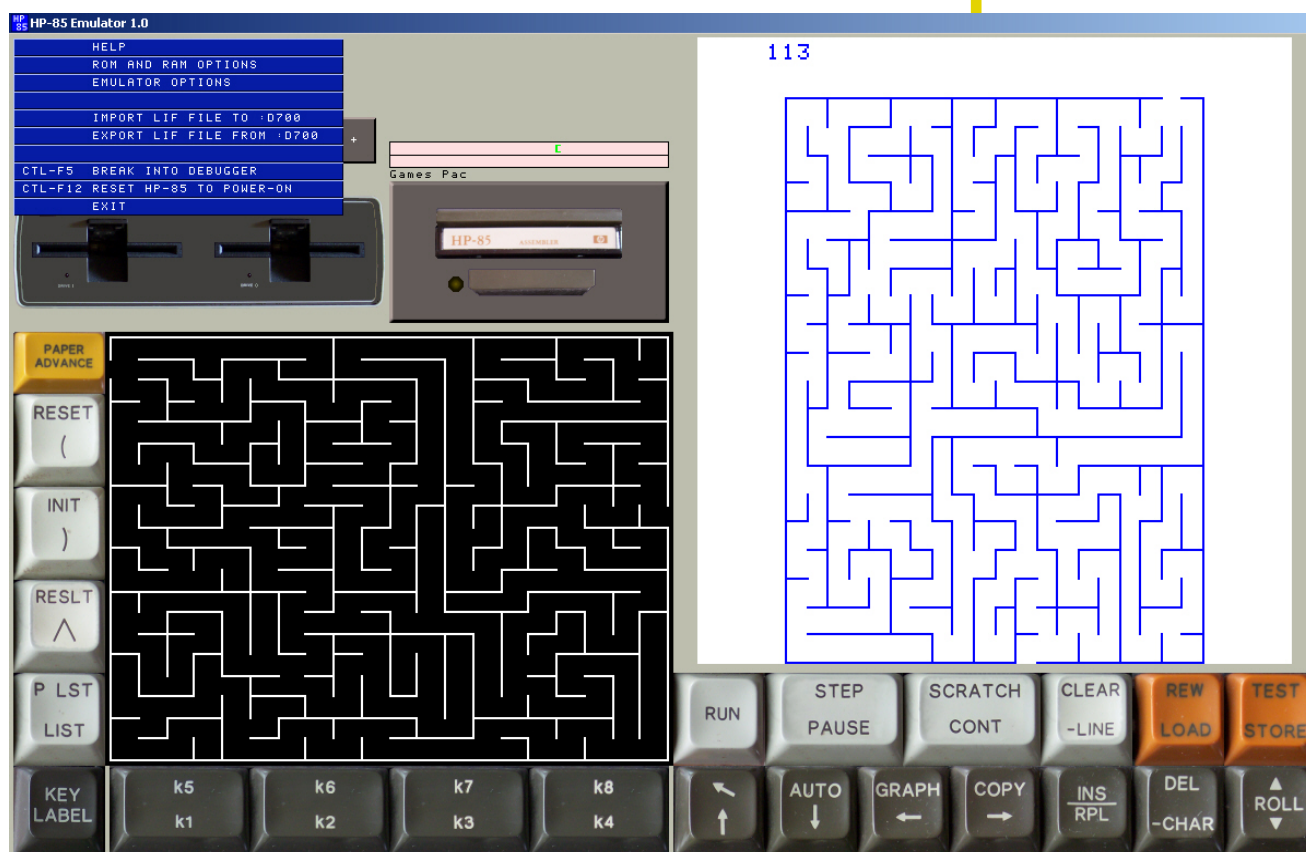 HP 85 HP-85 Emulator 1.0
HELP
ROM AND RAM OPTIONS
EMULATOR OPTIONS
IMPORT LIF FILE TO :D700
EXPORT LIF FILE FROM :D700
CTL-F5 BREAK INTO DEBUGGER
CTL-F12 RESET HP-85 TO POWER-ON
EXIT
+
C
Games Pac
HP-85 ASSEMBLER
113
PAPER
ADVANCE
RESET
(
INIT
)
RESLT
^
P LST
LIST
KEY
LABEL
k5
k1
k6
k2
k7
k3
k8
k4
RUN
STEP
PAUSE
SCRATCH
CONT
CLEAR
-LINE
REW
LOAD
TEST
STORE
↖
↑
AUTO
↓
GRAPH
←
COPY
→
INS
RPL
DEL
-CHAR
▲
ROLL
▼